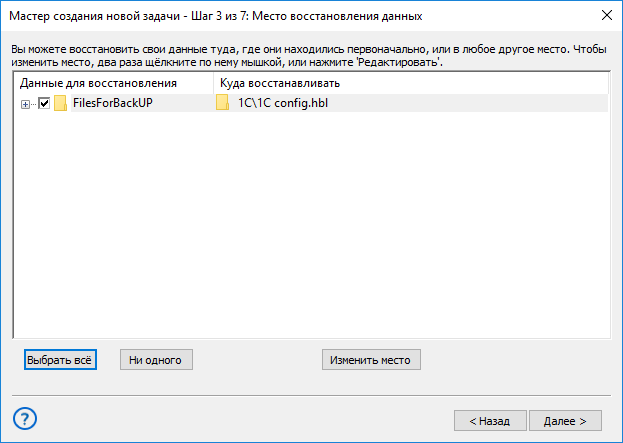 Мастер создания новой задачи - Шаг 3 из 7: Место восстановления данных
Вы можете восстановить свои данные туда, где они находились первоначально, или в любое другое место. Чтобы
изменить место, два раза щёлкните по нему мышкой, или нажмите 'Редактировать'.
Данные для восстановления Куда восстанавливать
FilesForBackUP 1C\1C config.hbl
Выбрать всё Ни одного Изменить место
? < Назад Далее >